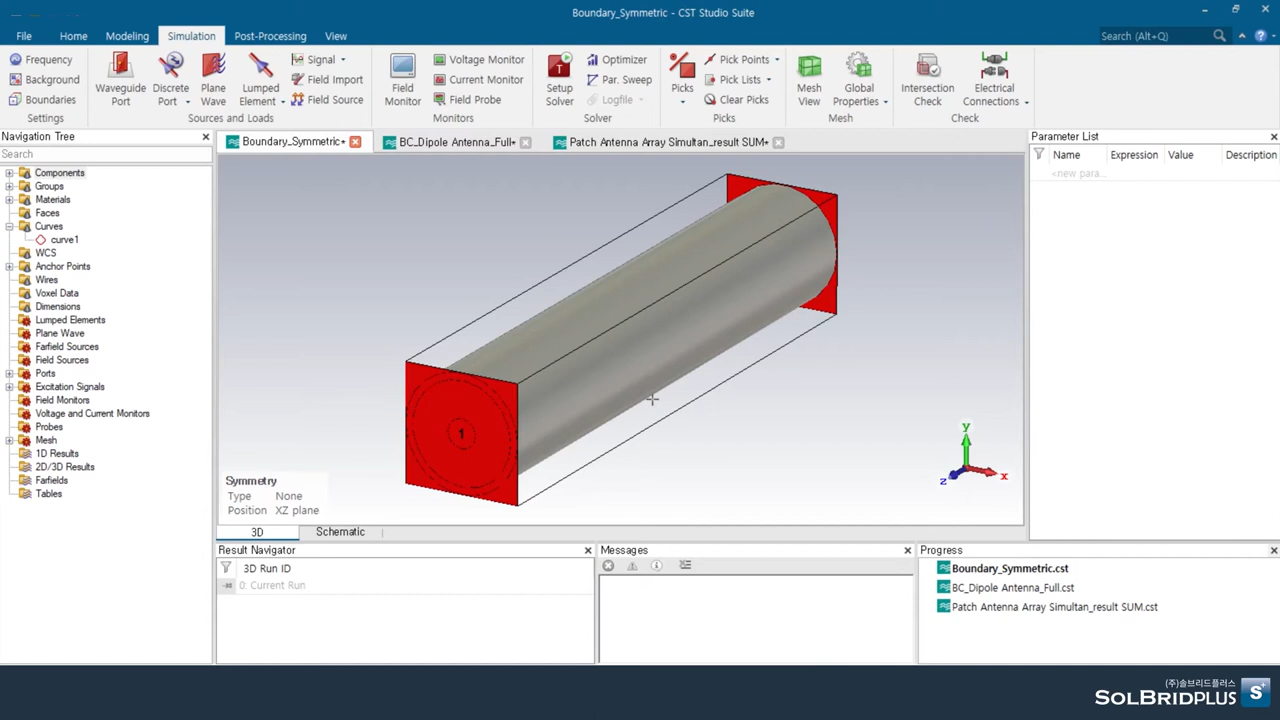 Boundary_Symmetric - CST Studio Suite
File Home Modeling Simulation Post-Processing View Search (Alt+Q)
Frequency
Background
Boundaries
Settings
Waveguide Port
Discrete Port
Plane Wave
Lumped Element
Signal
Field Import
Field Source
Sources and Loads
Field Monitor
Voltage Monitor
Current Monitor
Field Probe
Monitors
Setup Solver
Optimizer
Par. Sweep
Logfile
Solver
Picks
Pick Points
Pick Lists
Clear Picks
Picks
Mesh View
Global Properties
Mesh
Intersection Check
Electrical Connections
Check
Navigation Tree
Search
Components
Groups
Materials
Faces
Curves
curve1
WCS
Anchor Points
Wires
Voxel Data
Dimensions
Lumped Elements
Plane Wave
Farfield Sources
Field Sources
Ports
Excitation Signals
Field Monitors
Voltage and Current Monitors
Probes
Mesh
1D Results
2D/3D Results
Farfields
Tables
Boundary_Symmetric* BC_Dipole Antenna_Full* Patch Antenna Array Simultan_result SUM*
1
y
x
z
Symmetry
Type None
Position XZ plane
3D Schematic
Parameter List
Name Expression Value Description
<new para...
Result Navigator
3D Run ID
0: Current Run
Messages
Progress
Boundary_Symmetric.cst
BC_Dipole Antenna_Full.cst
Patch Antenna Array Simultan_result SUM.cst
(주)솔브리드플러스
SOLBRIDPLUS S+